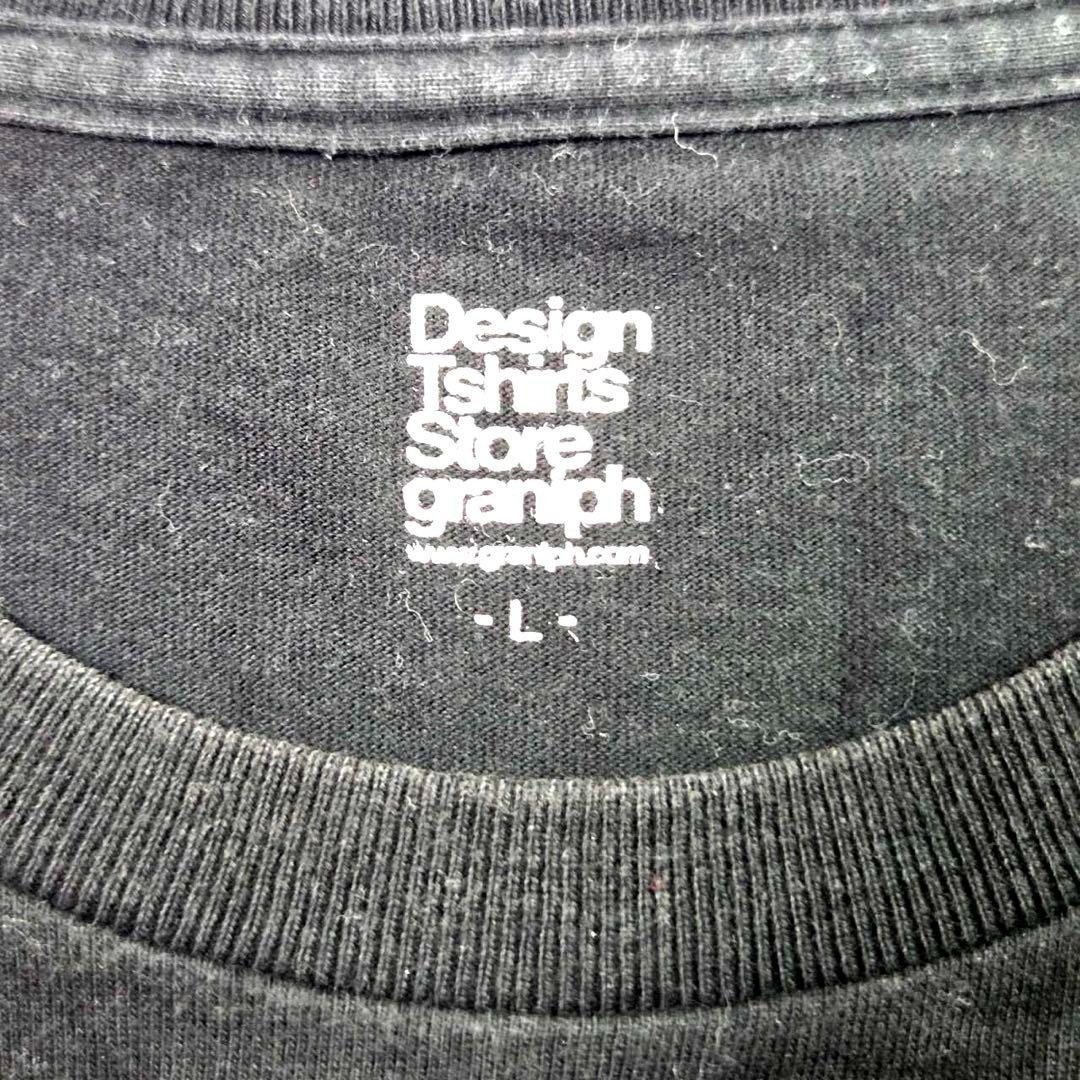 Design
Tshirts
Store
graniph
www.graniph.com
- L -